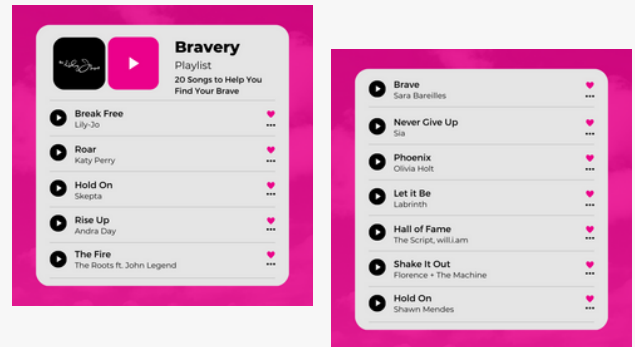 Bravery
Playlist
20 Songs to Help You
Find Your Brave
Break Free
Lily-Jo
Roar
Katy Perry
Hold On
Skepta
Rise Up
Andra Day
The Fire
The Roots ft. John Legend
Brave
Sara Bareilles
Never Give Up
Sia
Phoenix
Olivia Holt
Let it Be
Labrinth
Hall of Fame
The Script, will.i.am
Shake It Out
Florence + The Machine
Hold On
Shawn Mendes